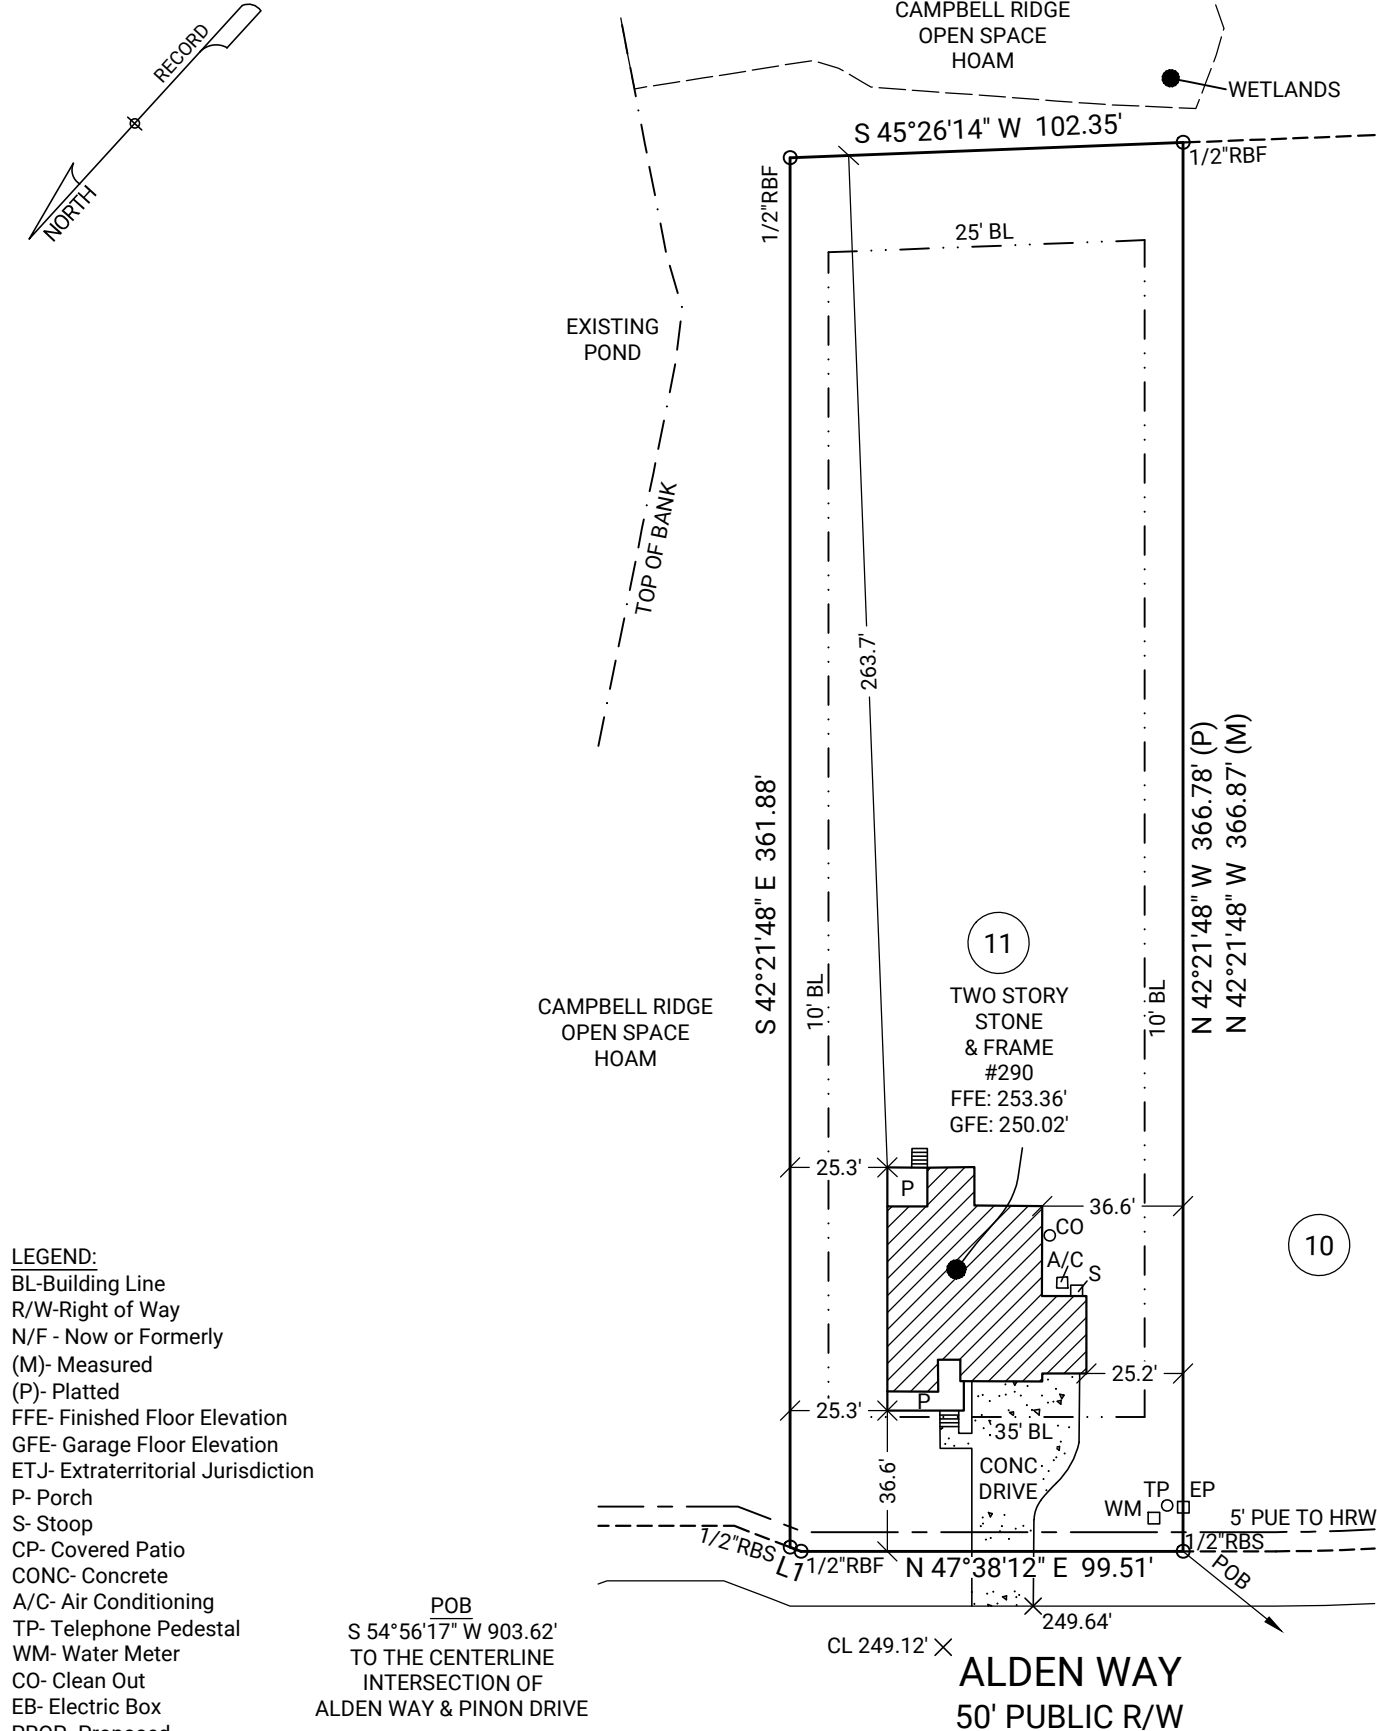 RECORD
NORTH
CAMPBELL RIDGE
OPEN SPACE
HOAM
WETLANDS
S 45°26'14" W  102.35'
1/2"RBF
1/2"RBF
25' BL
EXISTING
POND
TOP OF BANK
263.7'
S 42°21'48" E  361.88'
N 42°21'48" W  366.78' (P)
N 42°21'48" W  366.87' (M)
10' BL
10' BL
11
TWO STORY
STONE
& FRAME
#290
FFE: 253.36'
GFE: 250.02'
CAMPBELL RIDGE
OPEN SPACE
HOAM
25.3'
P
36.6'
CO
A/C
S
10
25.2'
25.3'
P
35' BL
36.6'
CONC
DRIVE
TP
EP
WM
5' PUE TO HRW
1/2"RBS
L1
1/2"RBF
N 47°38'12" E  99.51'
1/2"RBS
POB
249.64'
CL 249.12'
ALDEN WAY
50' PUBLIC R/W
LEGEND:
BL-Building Line
R/W-Right of Way
N/F - Now or Formerly
(M)- Measured
(P)- Platted
FFE- Finished Floor Elevation
GFE- Garage Floor Elevation
ETJ- Extraterritorial Jurisdiction
P- Porch
S- Stoop
CP- Covered Patio
CONC- Concrete
A/C- Air Conditioning
TP- Telephone Pedestal
WM- Water Meter
CO- Clean Out
EB- Electric Box
PROP- Proposed
POB
S 54°56'17" W 903.62'
TO THE CENTERLINE
INTERSECTION OF
ALDEN WAY & PINON DRIVE